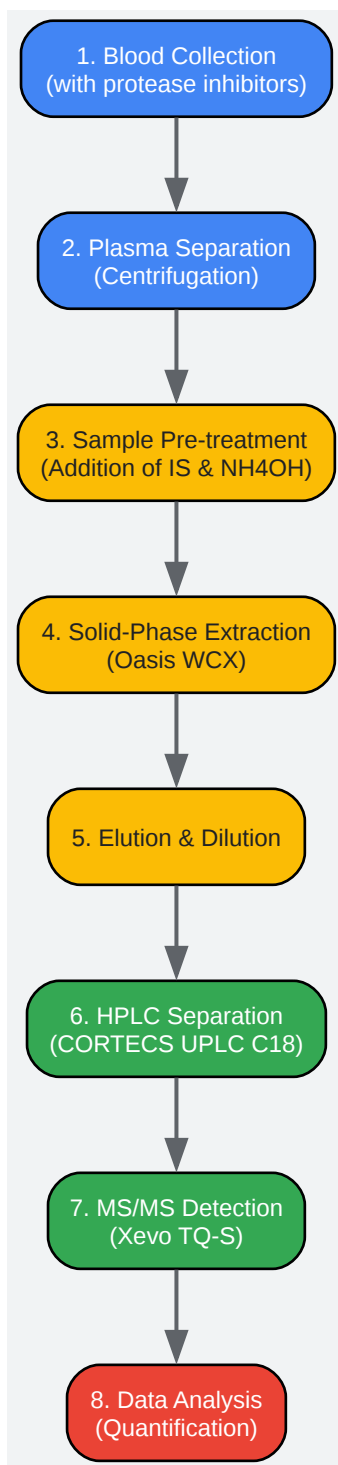 1. Blood Collection
(with protease inhibitors)
2. Plasma Separation
(Centrifugation)
3. Sample Pre-treatment
(Addition of IS & NH4OH)
4. Solid-Phase Extraction
(Oasis WCX)
5. Elution & Dilution
6. HPLC Separation
(CORTECS UPLC C18)
7. MS/MS Detection
(Xevo TQ-S)
8. Data Analysis
(Quantification)